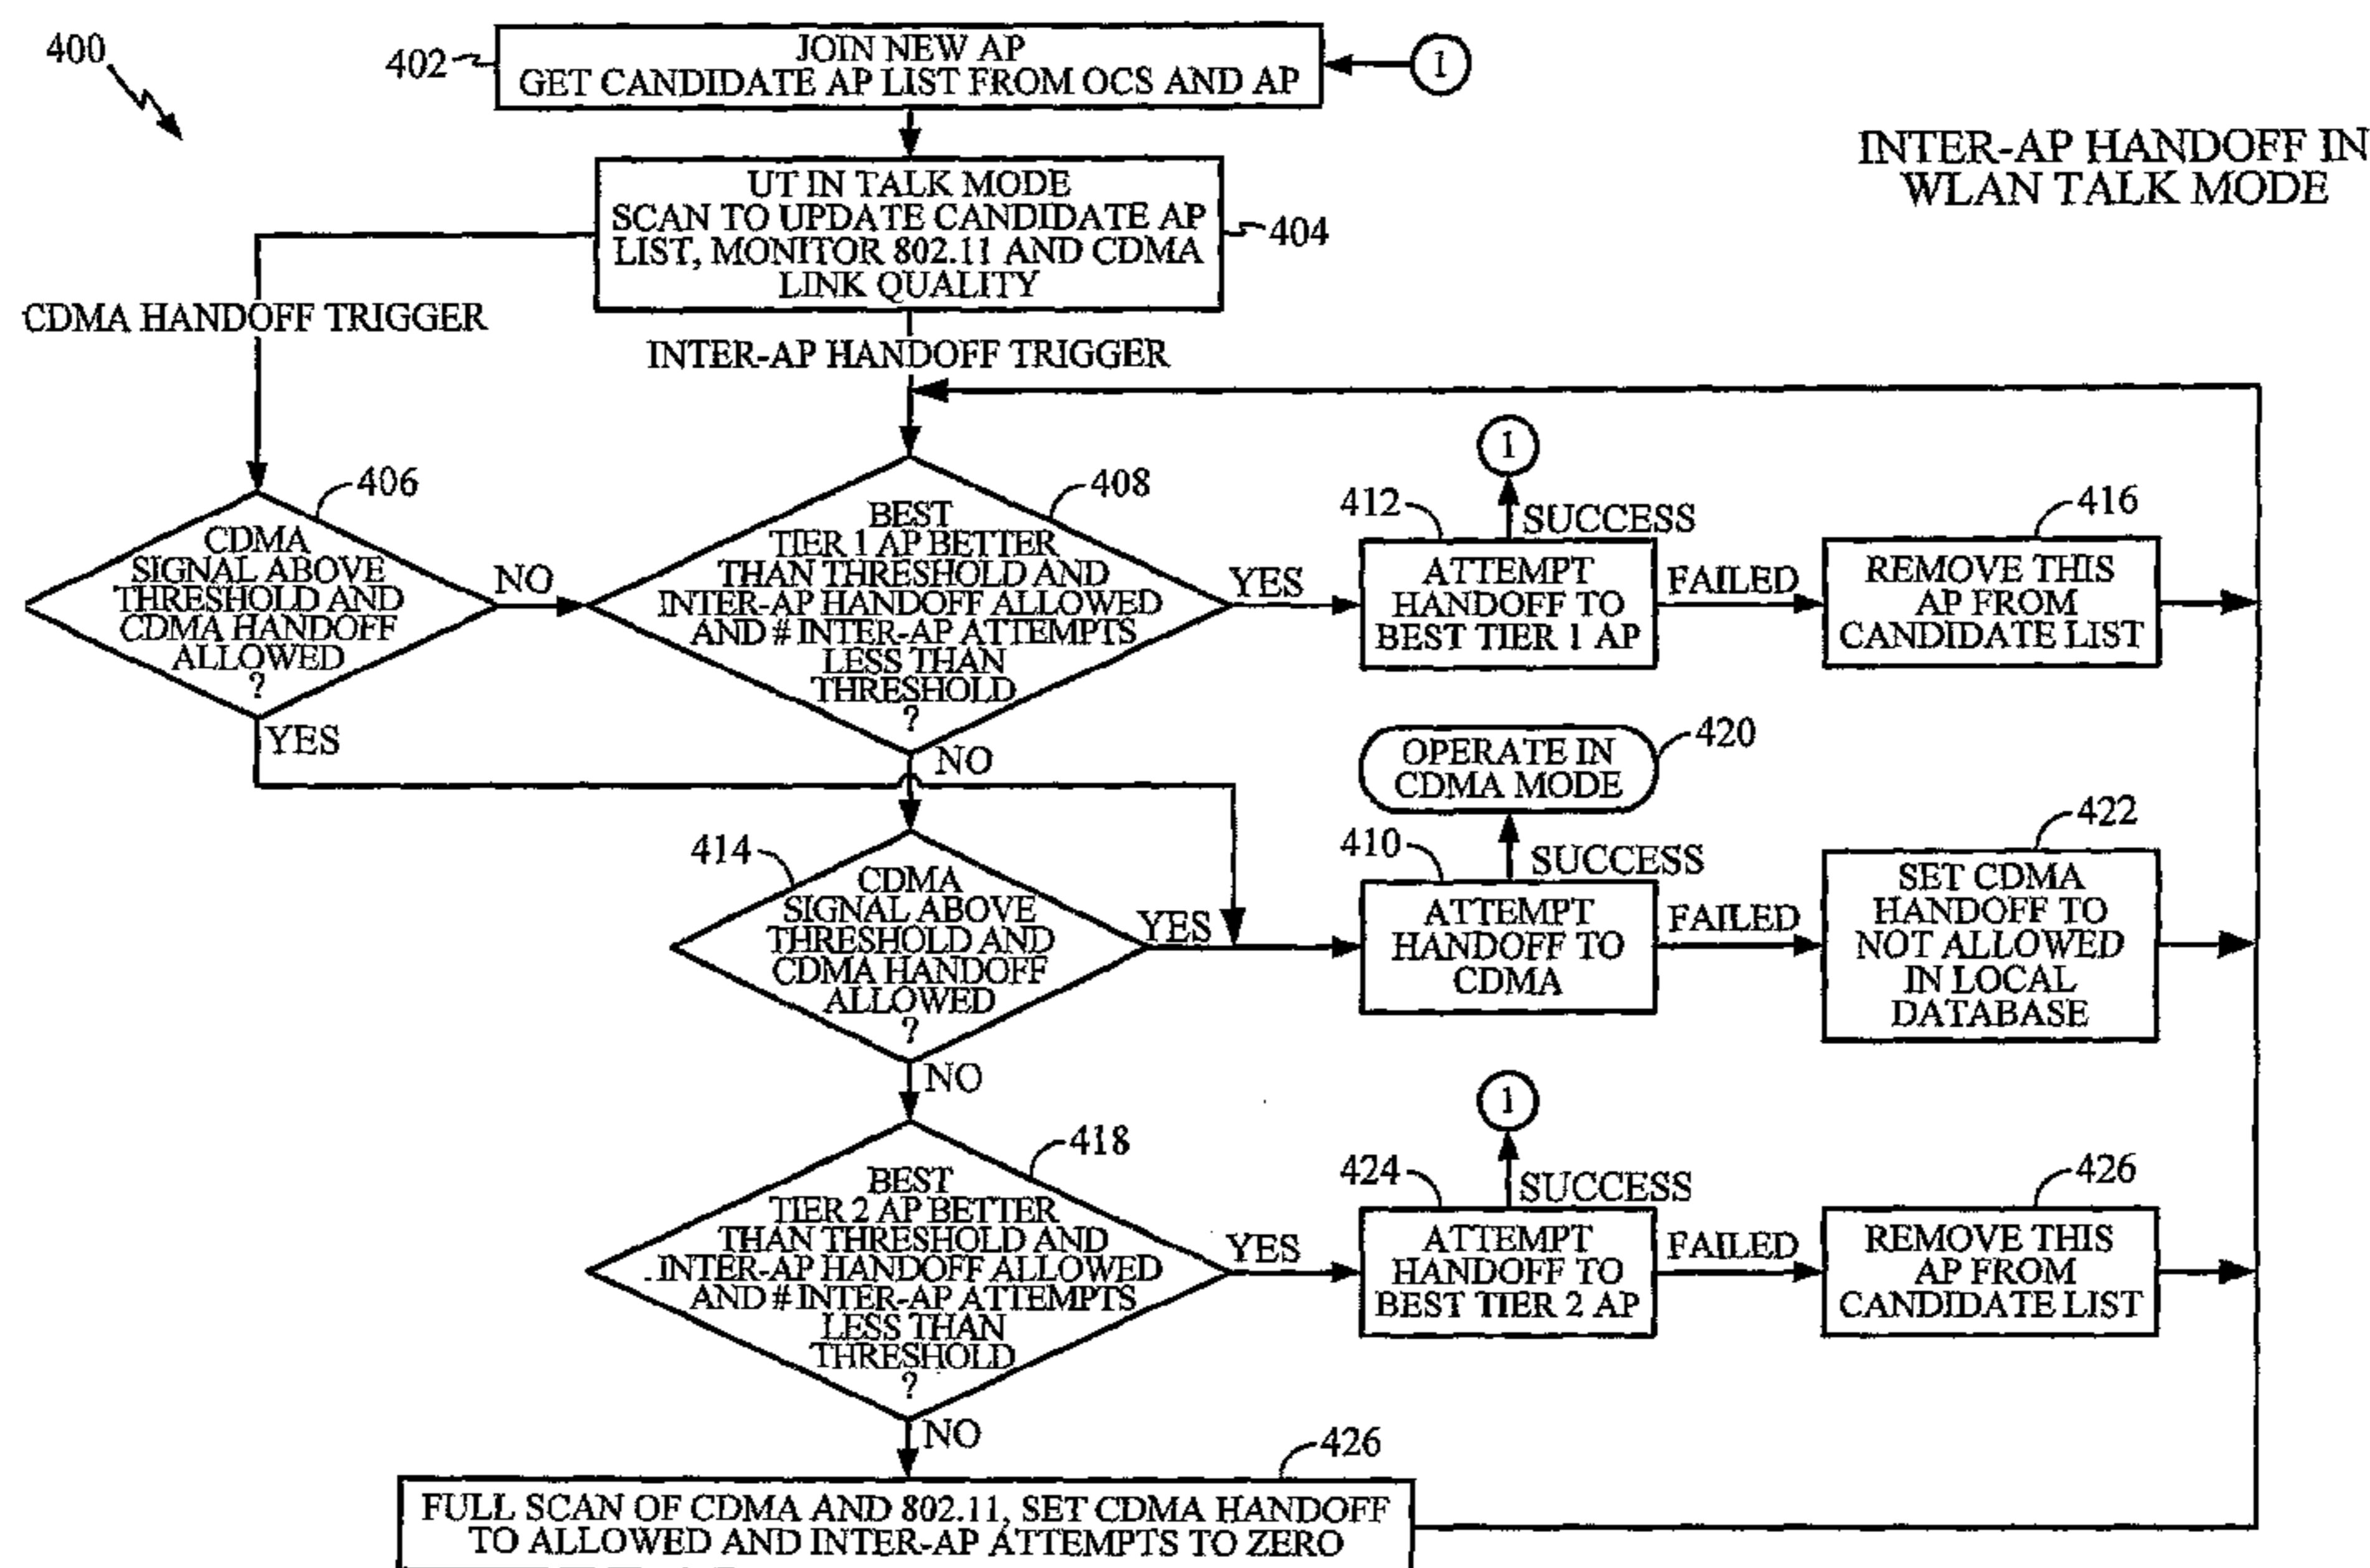 400
402
JOIN NEW AP
GET CANDIDATE AP LIST FROM OCS AND AP
1
INTER-AP HANDOFF IN
WLAN TALK MODE
UT IN TALK MODE
SCAN TO UPDATE CANDIDATE AP
LIST, MONITOR 802.11 AND CDMA
LINK QUALITY
404
CDMA HANDOFF TRIGGER
INTER-AP HANDOFF TRIGGER
406
CDMA
SIGNAL ABOVE
THRESHOLD AND
CDMA HANDOFF
ALLOWED
?
NO
YES
408
BEST
TIER 1 AP BETTER
THAN THRESHOLD AND
INTER-AP HANDOFF ALLOWED
AND # INTER-AP ATTEMPTS
LESS THAN
THRESHOLD
?
YES
NO
1
SUCCESS
412
ATTEMPT
HANDOFF TO
BEST TIER 1 AP
FAILED
416
REMOVE THIS
AP FROM
CANDIDATE LIST
414
CDMA
SIGNAL ABOVE
THRESHOLD AND
CDMA HANDOFF
ALLOWED
?
YES
NO
OPERATE IN
CDMA MODE
420
SUCCESS
410
ATTEMPT
HANDOFF TO
CDMA
FAILED
422
SET CDMA
HANDOFF TO
NOT ALLOWED
IN LOCAL
DATABASE
418
BEST
TIER 2 AP BETTER
THAN THRESHOLD AND
INTER-AP HANDOFF ALLOWED
AND # INTER-AP ATTEMPTS
LESS THAN
THRESHOLD
?
YES
NO
1
SUCCESS
424
ATTEMPT
HANDOFF TO
BEST TIER 2 AP
FAILED
426
REMOVE THIS
AP FROM
CANDIDATE LIST
426
FULL SCAN OF CDMA AND 802.11, SET CDMA HANDOFF
TO ALLOWED AND INTER-AP ATTEMPTS TO ZERO